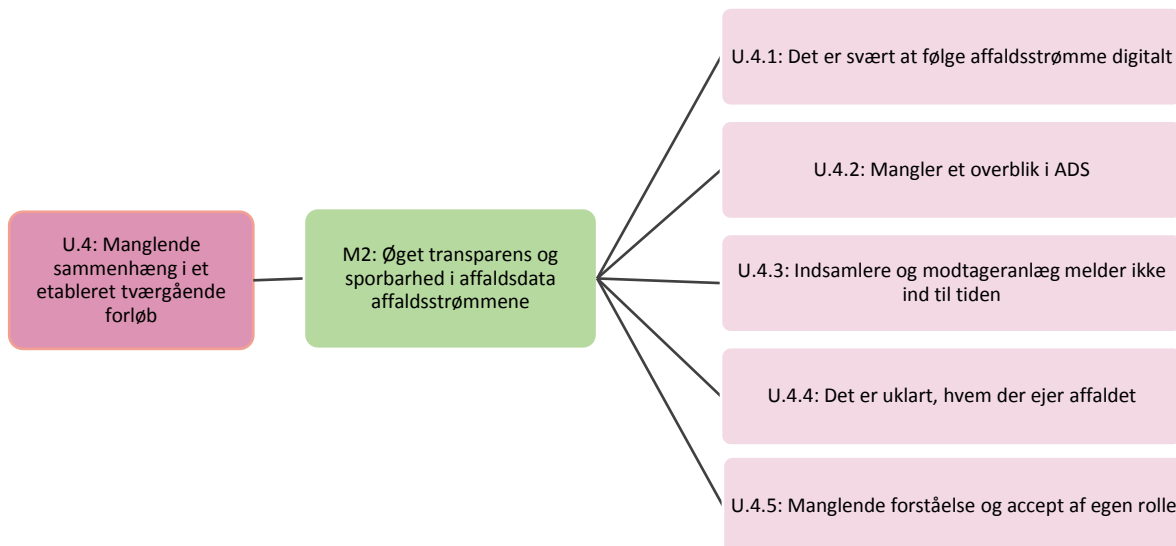 U.4: Manglende
sammenhæng i et
etableret tværgående
forløb
M2: Øget transparens og
sporbarhed i affaldsdata
affaldsstrømmene
U.4.1: Det er svært at følge affaldsstrømme digitalt
U.4.2: Mangler et overblik i ADS
U.4.3: Indsamlere og modtageranlæg melder ikke
ind til tiden
U.4.4: Det er uklart, hvem der ejer affaldet
U.4.5: Manglende forståelse og accept af egen rolle